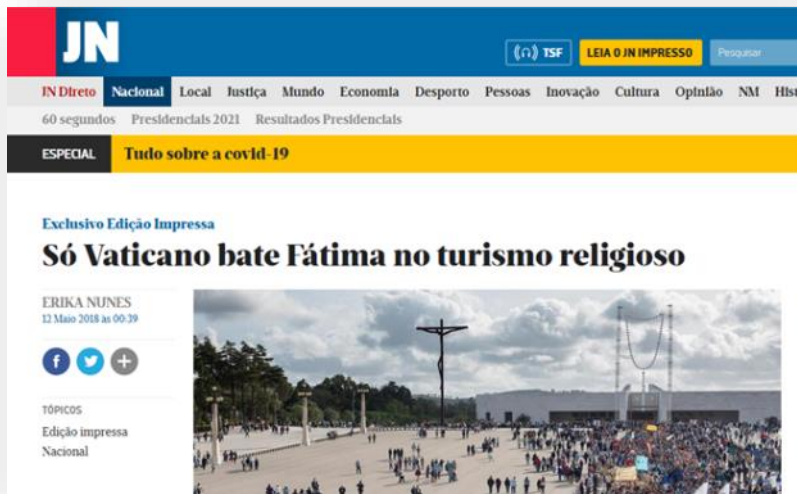 JN
TSF
LEIA O JN IMPRESSO
Pesquisar
JN Direto Nacional Local Justiça Mundo Economia Desporto Pessoas Inovação Cultura Opinião NM
60 segundos Presidenciais 2021 Resultados Presidenciais
ESPECIAL Tudo sobre a covid-19
Exclusivo Edição Impressa
Só Vaticano bate Fátima no turismo religioso
ERIKA NUNES
12 Maio 2018 às 00:39
TÓPICOS
Edição impressa
Nacional